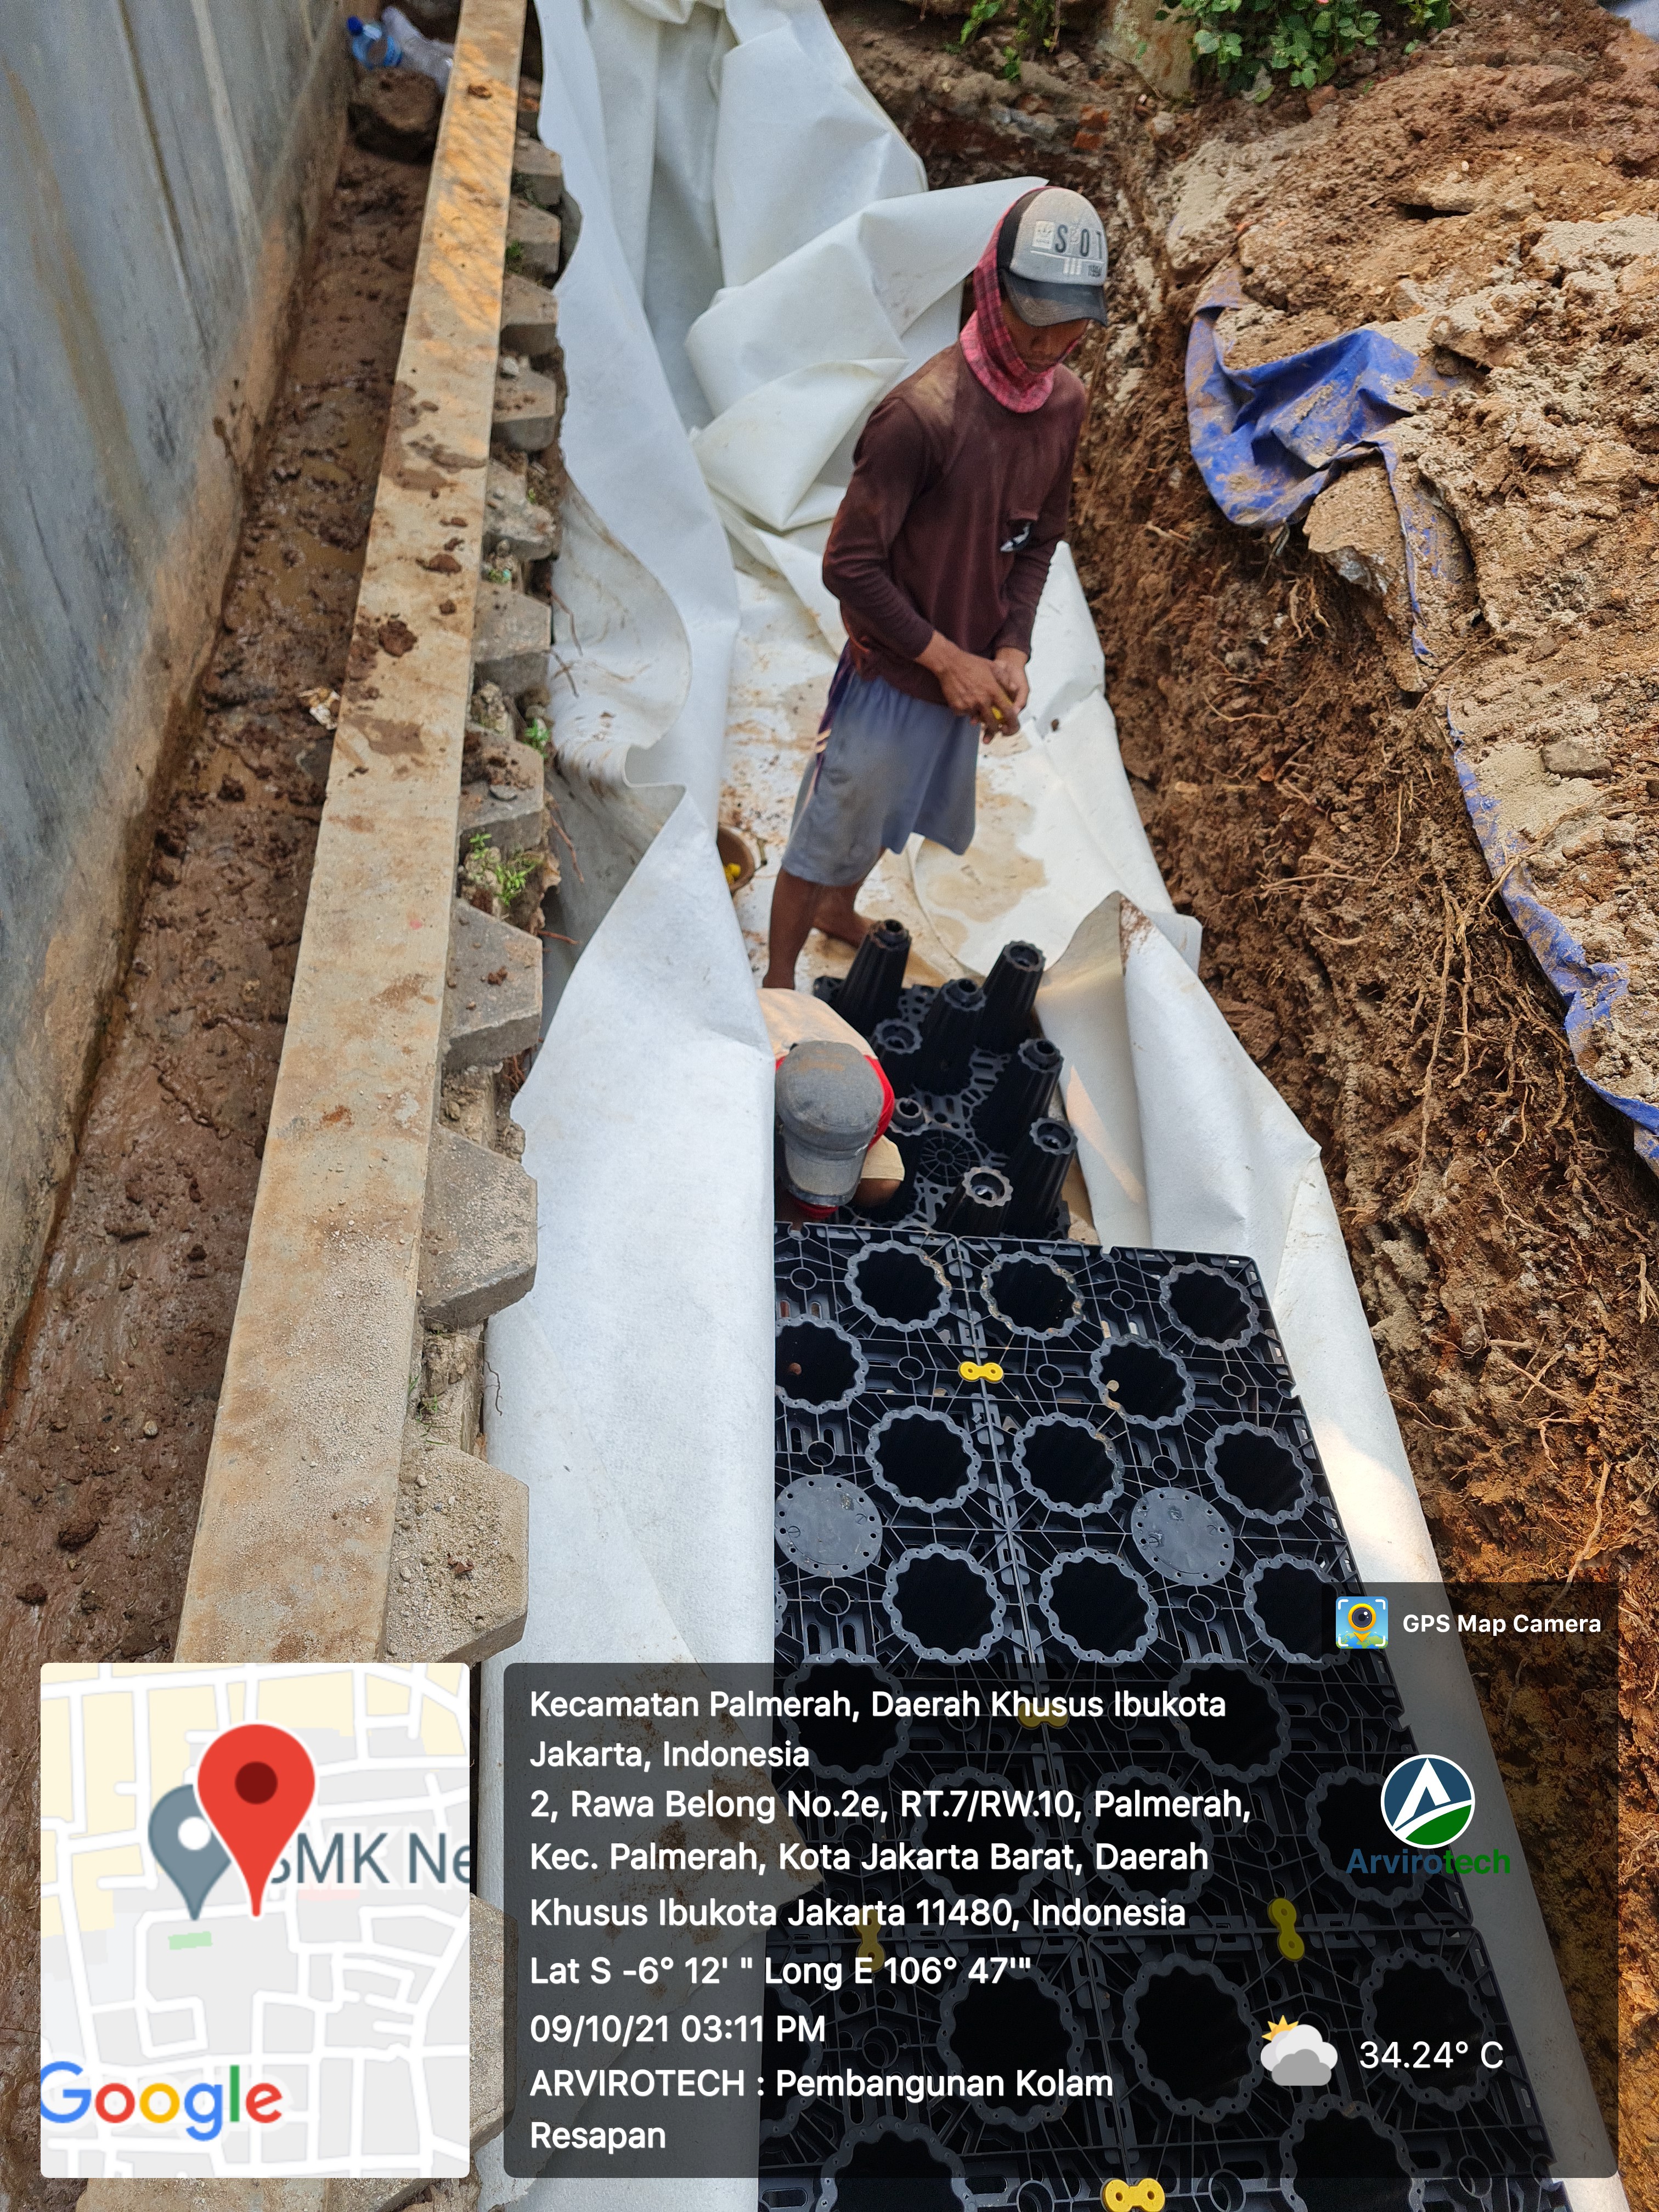 SOT
GPS Map Camera
SMK Ne
Google
Kecamatan Palmerah, Daerah Khusus Ibukota
Jakarta, Indonesia
2, Rawa Belong No.2e, RT.7/RW.10, Palmerah,
Kec. Palmerah, Kota Jakarta Barat, Daerah
Khusus Ibukota Jakarta 11480, Indonesia
Lat S -6° 12' " Long E 106° 47'"
09/10/21 03:11 PM
ARVIROTECH : Pembangunan Kolam
Resapan
Arvirotech
34.24° C